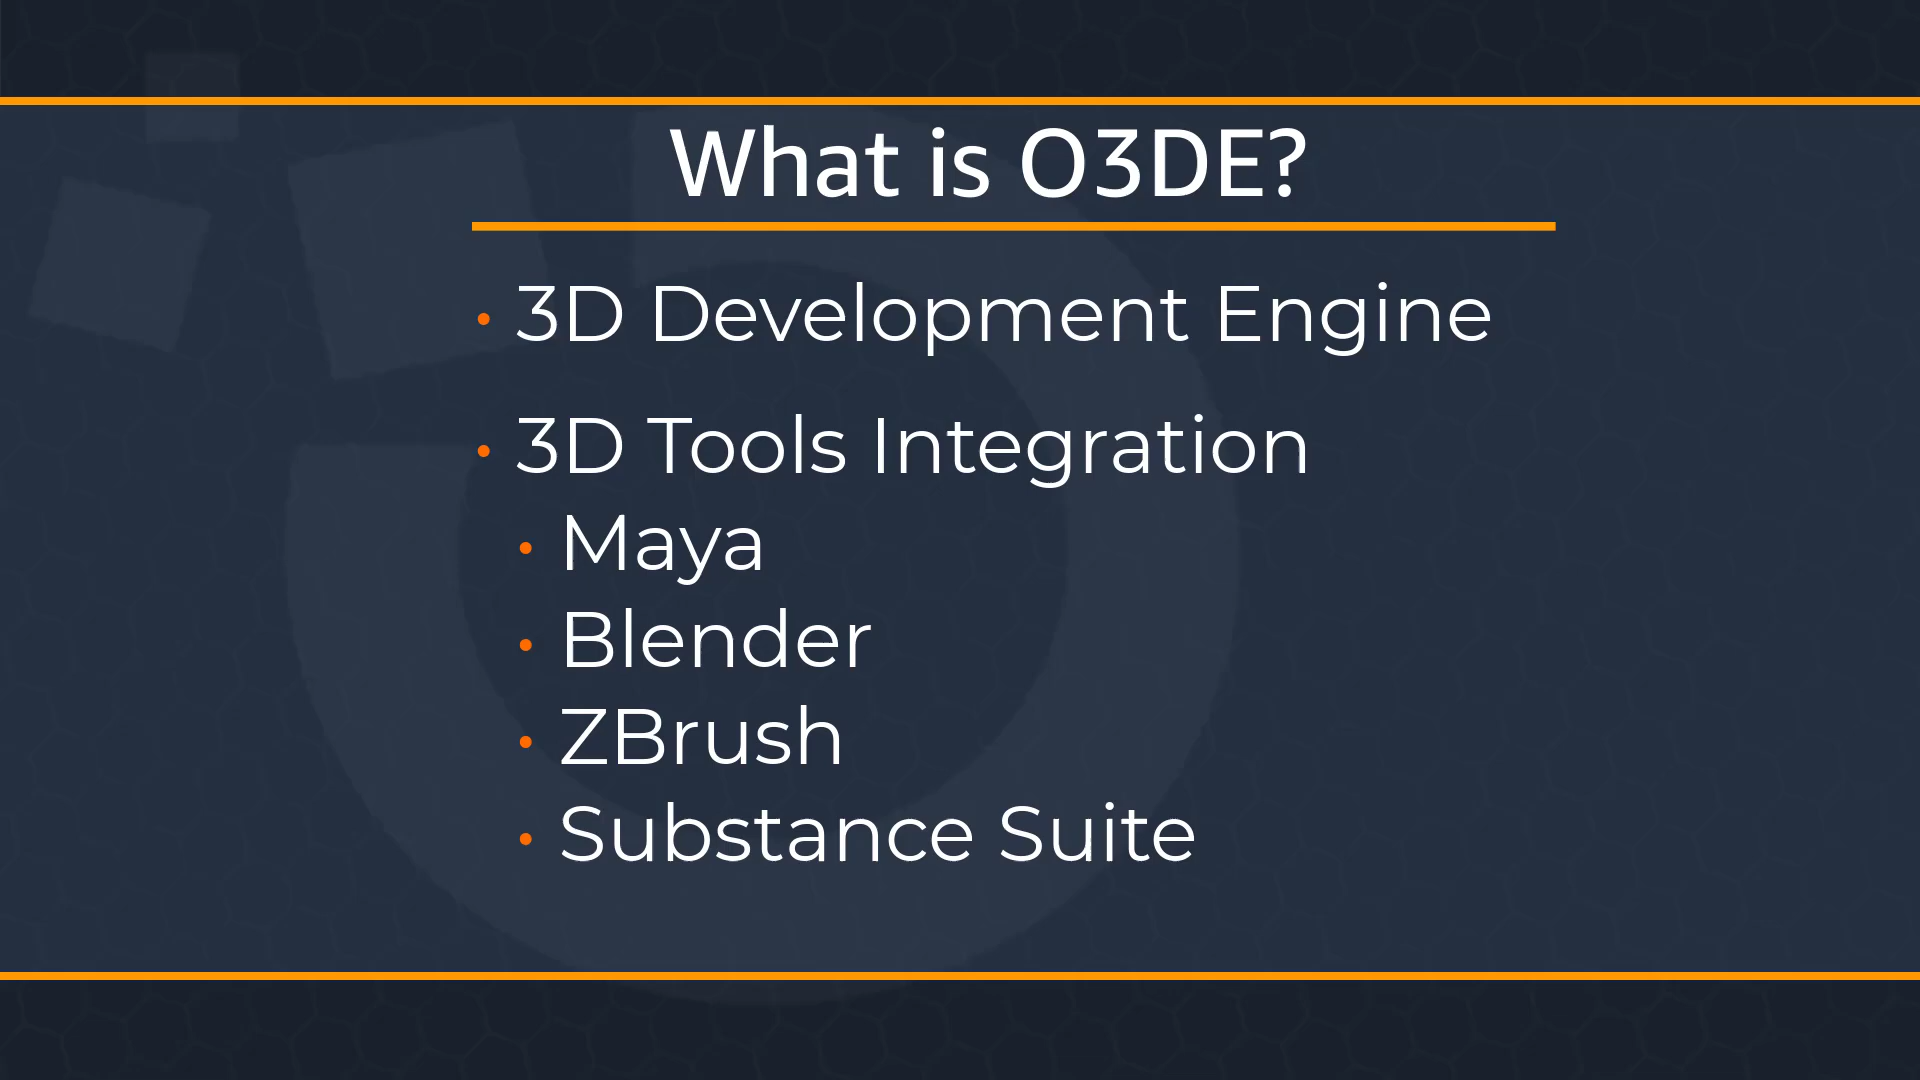 What is O3DE?
• 3D Development Engine
• 3D Tools Integration
• Maya
• Blender
• ZBrush
• Substance Suite